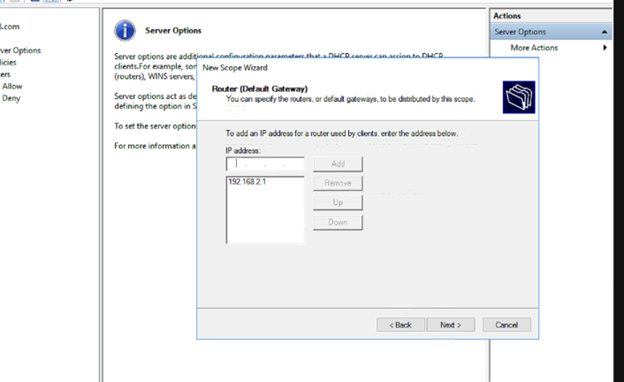 s.com
ver Options
licies
ers
Allow
Deny
Server Options
Server options are additional configuration parameters that a DHCP server can assign to DHCP
clients.For example, som
(routers), WINS servers,
Server options act as de
defining the option in S
To set the server option
For more information a
New Scope Wizard
Router (Default Gateway)
You can specify the routers, or default gateways, to be distributed by this scope.
To add an IP address for a router used by clients, enter the address below.
IP address:
. . .
Add
192.168.2.1
Remove
Up
Down
< Back
Next >
Cancel
Actions
Server Options
More Actions